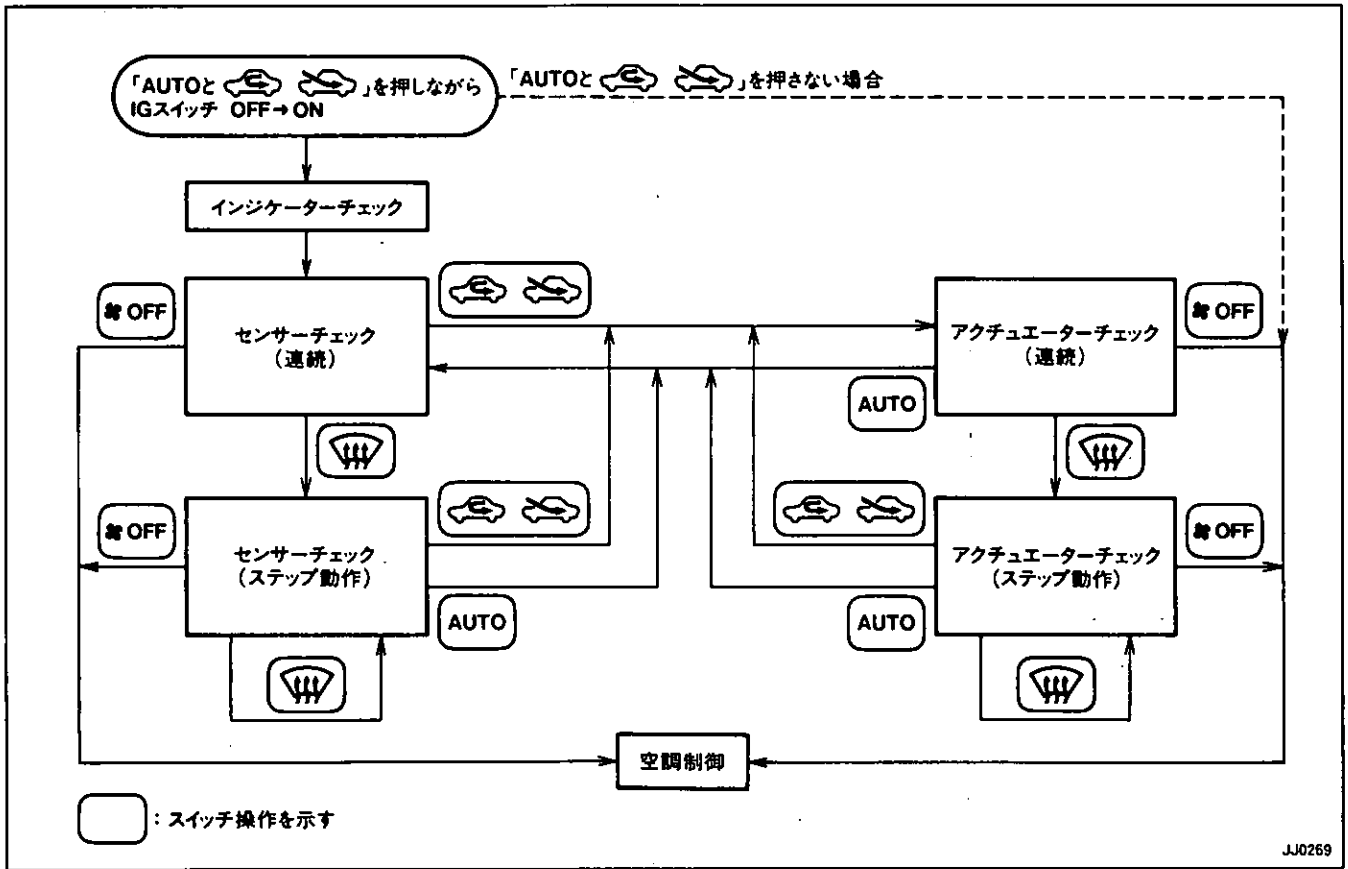 「AUTOと」を押しながら
IGスイッチ OFF→ON
「AUTOと」を押さない場合
インジケーターチェック
OFF
センサーチェック
(連続)
アクチュエーターチェック
(連続)
OFF
AUTO
OFF
センサーチェック
(ステップ動作)
AUTO
アクチュエーターチェック
(ステップ動作)
OFF
AUTO
空調制御
:スイッチ操作を示す
JJ0269